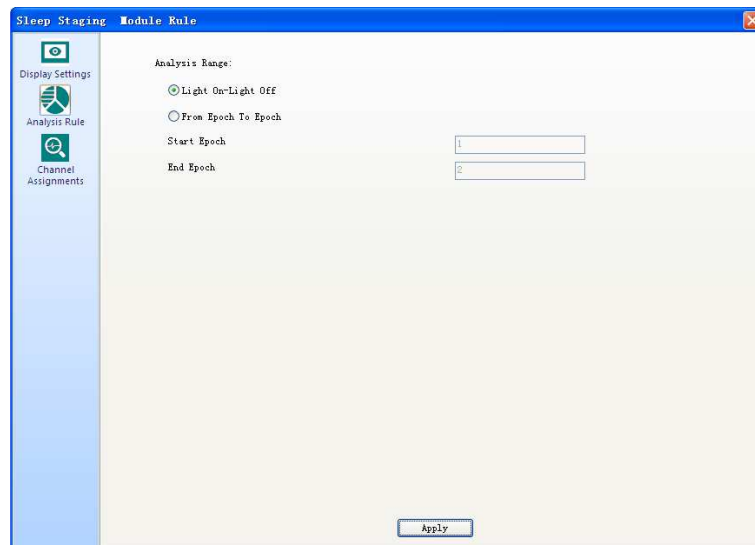 Sleep Staging Module Rule
Display Settings
Analysis Rule
Channel
Assignments
Analysis Range:
Light On-Light Off
From Epoch To Epoch
Start Epoch
1
End Epoch
2
Apply